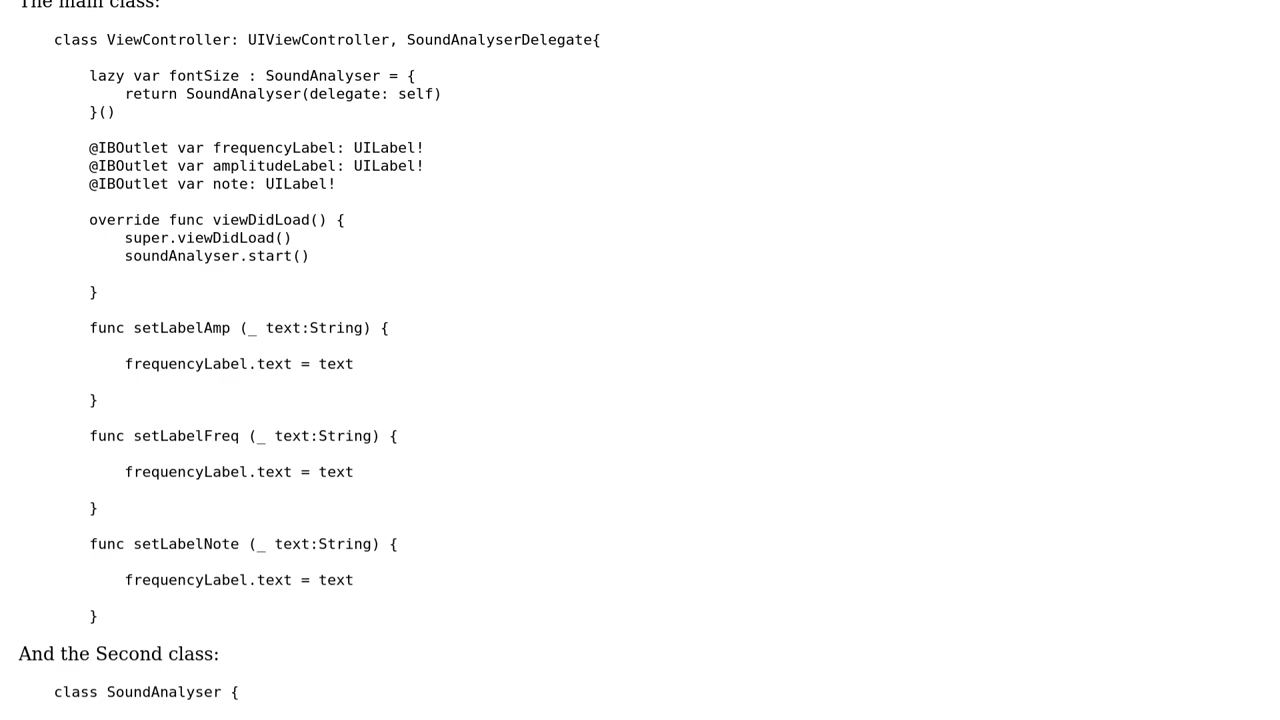 The main class:
class ViewController: UIViewController, SoundAnalyserDelegate{
lazy var fontSize : SoundAnalyser = {
return SoundAnalyser(delegate: self)
}()
@IBOutlet var frequencyLabel: UILabel!
@IBOutlet var amplitudeLabel: UILabel!
@IBOutlet var note: UILabel!
override func viewDidLoad() {
super.viewDidLoad()
soundAnalyser.start()
}
func setLabelAmp (_ text:String) {
frequencyLabel.text = text
}
func setLabelFreq (_ text:String) {
frequencyLabel.text = text
}
func setLabelNote (_ text:String) {
frequencyLabel.text = text
}
And the Second class:
class SoundAnalyser {